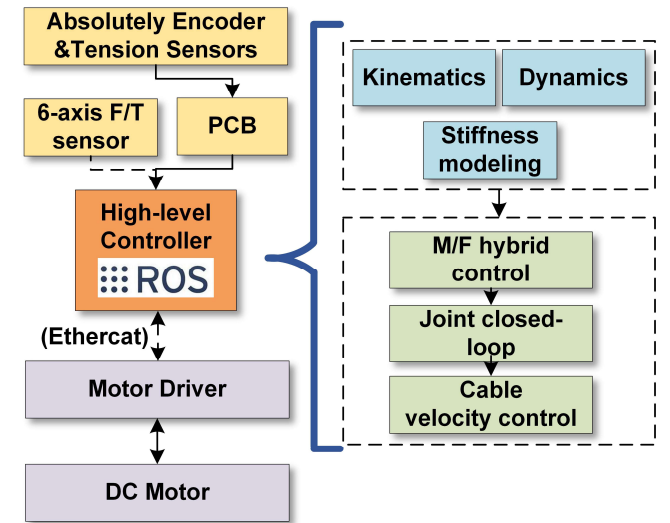 Absolutely Encoder
&Tension Sensors
6-axis F/T
sensor
PCB
High-level
Controller
ROS
(Ethercat)
Motor Driver
DC Motor
Kinematics
Dynamics
Stiffness
modeling
M/F hybrid
control
Joint closed-
loop
Cable
velocity control